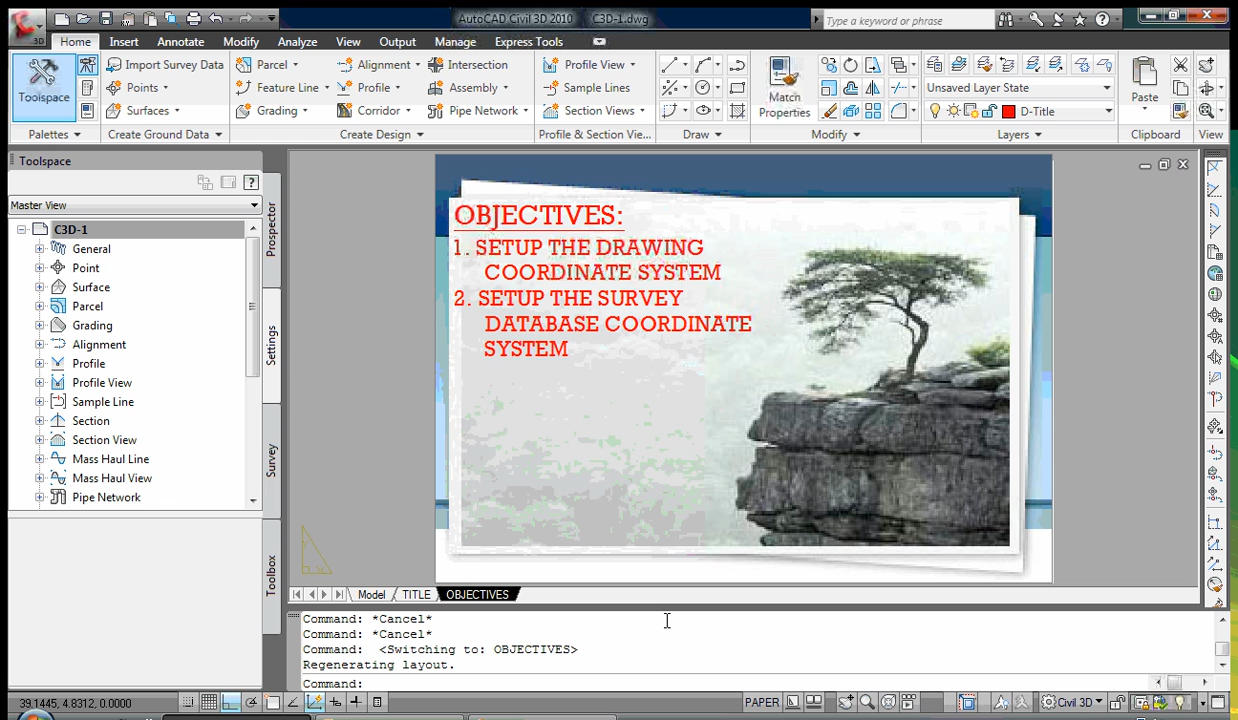 AutoCAD Civil 3D 2010 C3D-1.dwg
Type a keyword or phrase
3D
Home Insert Annotate Modify Analyze View Output Manage Express Tools
Toolspace
Palettes
Import Survey Data
Points
Surfaces
Create Ground Data
Parcel
Feature Line
Grading
Alignment
Profile
Corridor
Intersection
Assembly
Pipe Network
Create Design
Profile View
Sample Lines
Section Views
Profile & Section Vie...
Draw
Match
Properties
Modify
Unsaved Layer State
D-Title
Layers
Paste
Clipboard
View
Toolspace
Master View
C3D-1
General
Point
Surface
Parcel
Grading
Alignment
Profile
Profile View
Sample Line
Section
Section View
Mass Haul Line
Mass Haul View
Pipe Network
Prospector
Settings
Survey
Toolbox
OBJECTIVES:
1. SETUP THE DRAWING
COORDINATE SYSTEM
2. SETUP THE SURVEY
DATABASE COORDINATE
SYSTEM
Model TITLE OBJECTIVES
Command: *Cancel*
Command: *Cancel*
Command: <Switching to: OBJECTIVES>
Regenerating layout.
Command:
39.1445, 4.8312, 0.0000
PAPER
Civil 3D